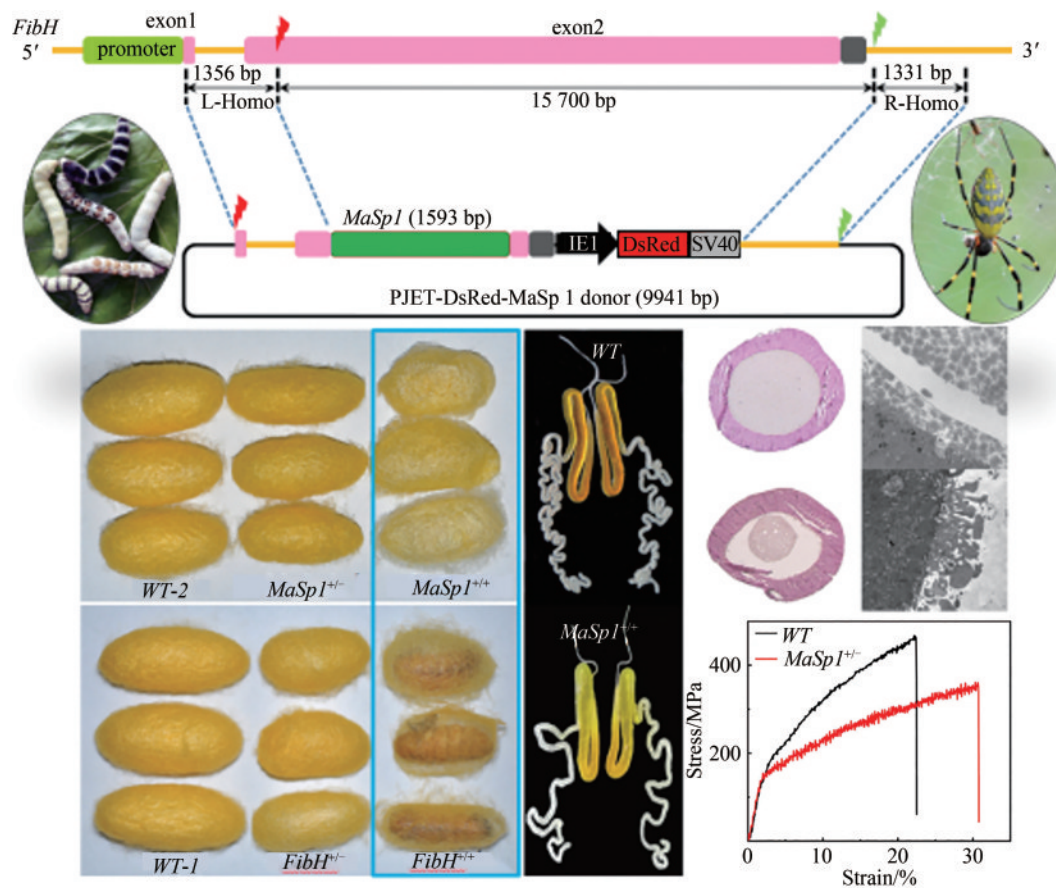 FibH
exon1
exon2
5′
promoter
3′
1356 bp
1331 bp
L-Homo
15 700 bp
R-Homo
MaSp1 (1593 bp)
IE1
DsRed
SV40
PJET-DsRed-MaSp 1 donor (9941 bp)
WT-2
MaSp1+/−
MaSp1+/+
WT
WT-1
FibH+/−
FibH+/+
MaSp1+/+
WT
MaSp1+/−
400
200
0
Stress/MPa
0
10
20
30
Strain/%